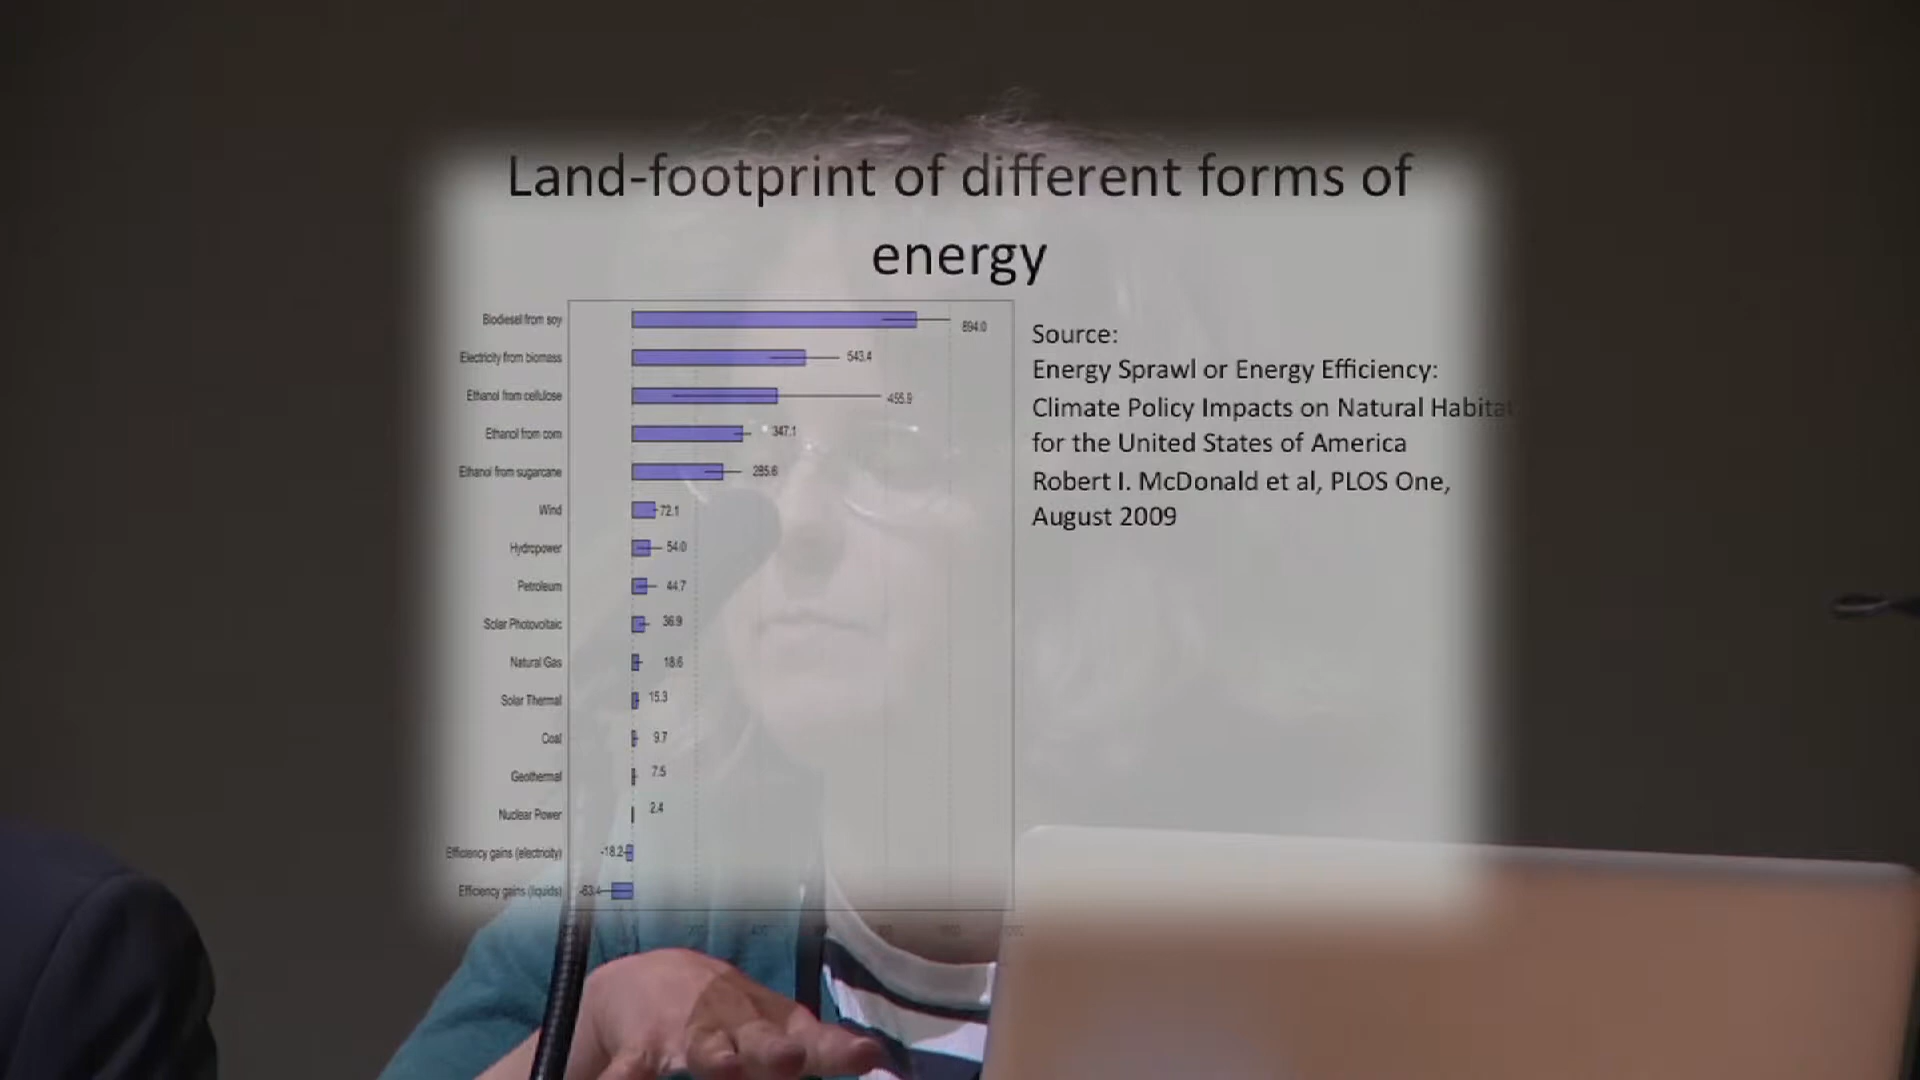 Land-footprint of different forms of
energy
Biodiesel from soy 894.0
Electricity from biomass 543.4
Ethanol from cellulose 455.9
Ethanol from corn 347.1
Ethanol from sugarcane 285.6
Wind 72.1
Hydropower 54.0
Petroleum 44.7
Solar Photovoltaic 36.9
Natural Gas 18.6
Solar Thermal 15.3
Coal 9.7
Geothermal 7.5
Nuclear Power 2.4
Efficiency gains (electricity) -18.2
Efficiency gains (liquids) -63.4
Source:
Energy Sprawl or Energy Efficiency:
Climate Policy Impacts on Natural Habitat
for the United States of America
Robert I. McDonald et al, PLOS One,
August 2009